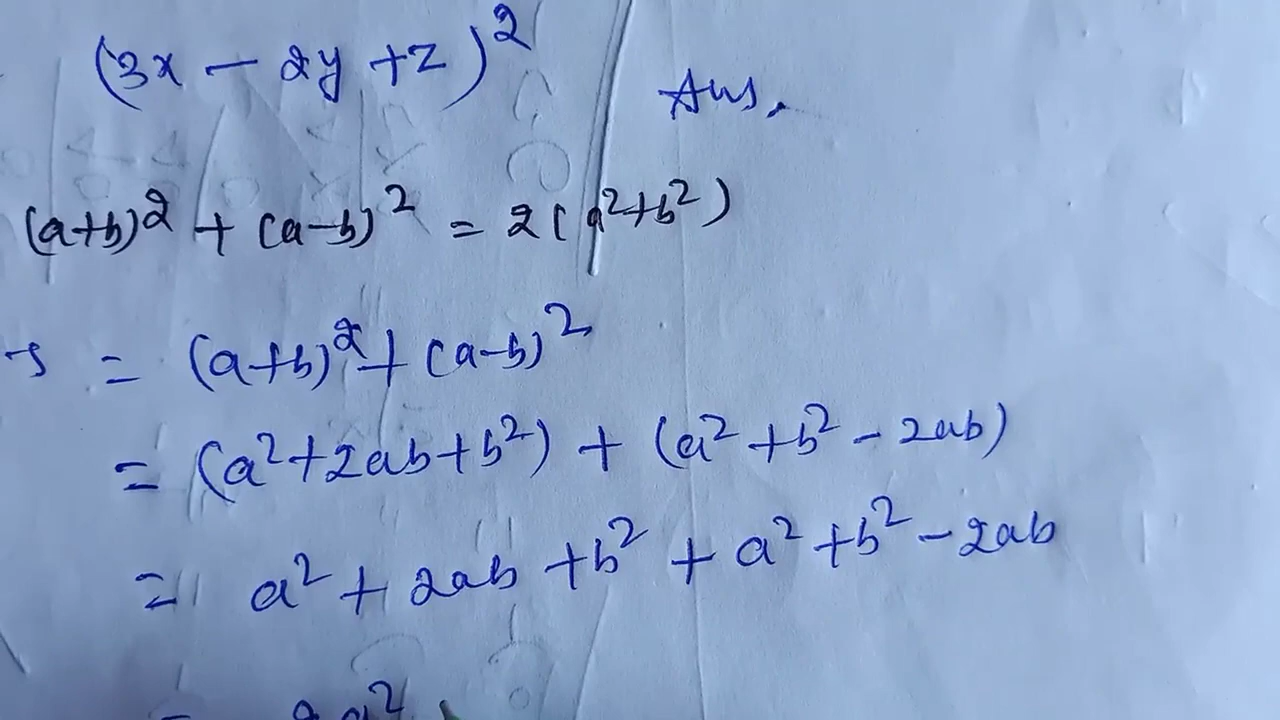 (3x - 2y + z)²
Ans.
(a+b)² + (a-b)² = 2(a²+b²)
s = (a+b)² + (a-b)²
= (a²+2ab+b²) + (a²+b²-2ab)
= a² + 2ab + b² + a² + b² - 2ab
= 2a²